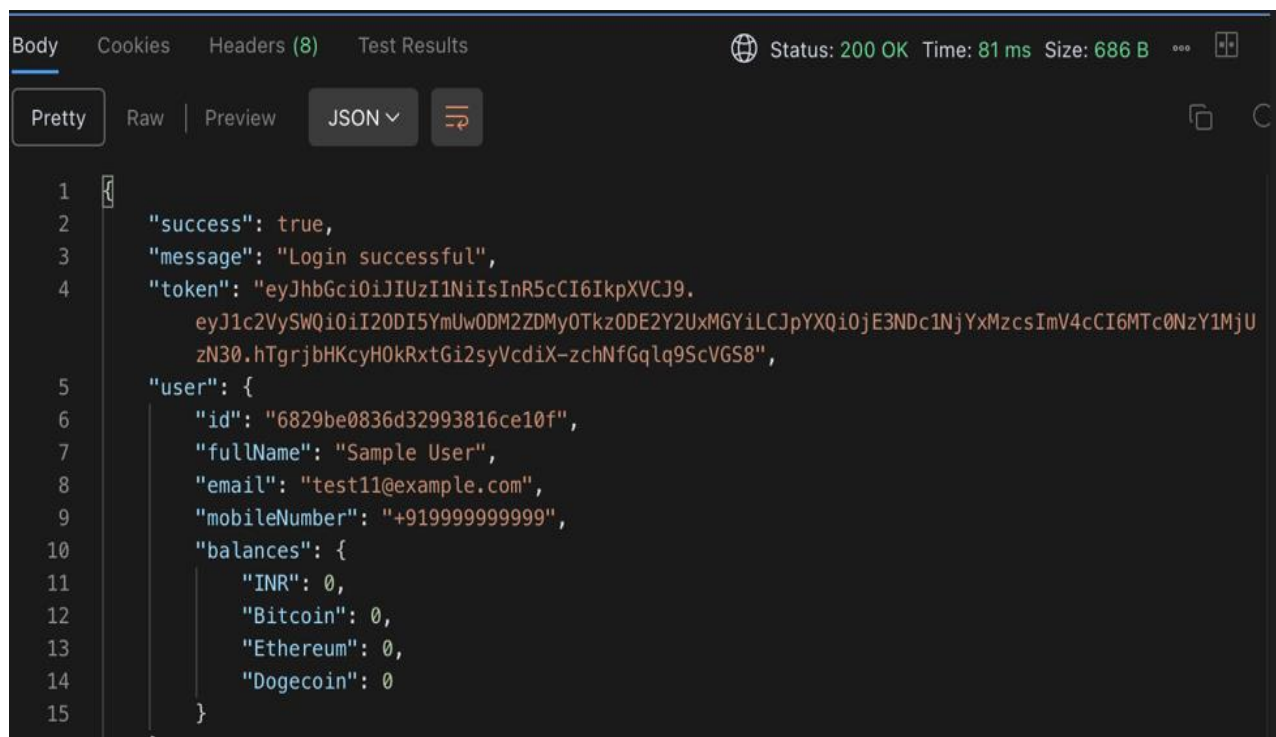 Body Cookies Headers (8) Test Results Status: 200 OK Time: 81 ms Size: 686 B
Pretty Raw Preview JSON
1 {
2 "success": true,
3 "message": "Login successful",
4 "token": "eyJhbGciOiJIUzI1NiIsInR5cCI6IkpXVCJ9.
eyJ1c2VySWQiOiI2ODI5YmUwODM2ZDMyOTkzODE2Y2UxMGYiLCJpYXQiOjE3NDc1NjYxMzcsImV4cCI6MTc0NzY1MjU
zN30.hTgrjbHKcyHOkRxtGi2syVcdiX-zchNfGqlq9ScVGS8",
5 "user": {
6 "id": "6829be0836d32993816ce10f",
7 "fullName": "Sample User",
8 "email": "test11@example.com",
9 "mobileNumber": "+919999999999",
10 "balances": {
11 "INR": 0,
12 "Bitcoin": 0,
13 "Ethereum": 0,
14 "Dogecoin": 0
15 }